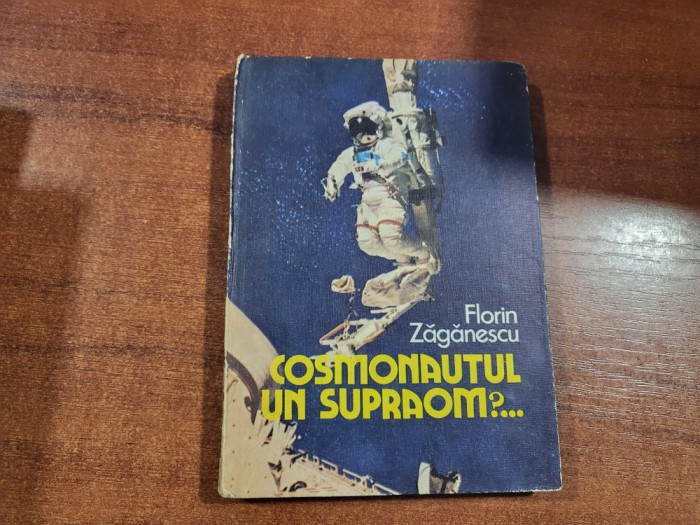 Florin
Zăgănescu
COSMONAUTUL
UN SUPRAOM?...